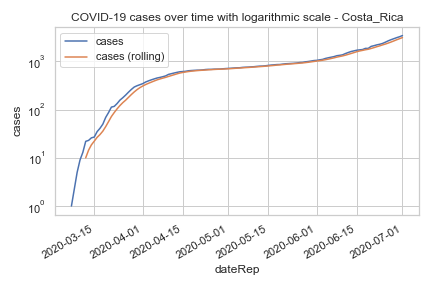 COVID-19 cases over time with logarithmic scale - Costa_Rica
cases
cases (rolling)
10³
10²
10¹
10⁰
cases
2020-03-15
2020-04-01
2020-04-15
2020-05-01
2020-05-15
2020-06-01
2020-06-15
2020-07-01
dateRep